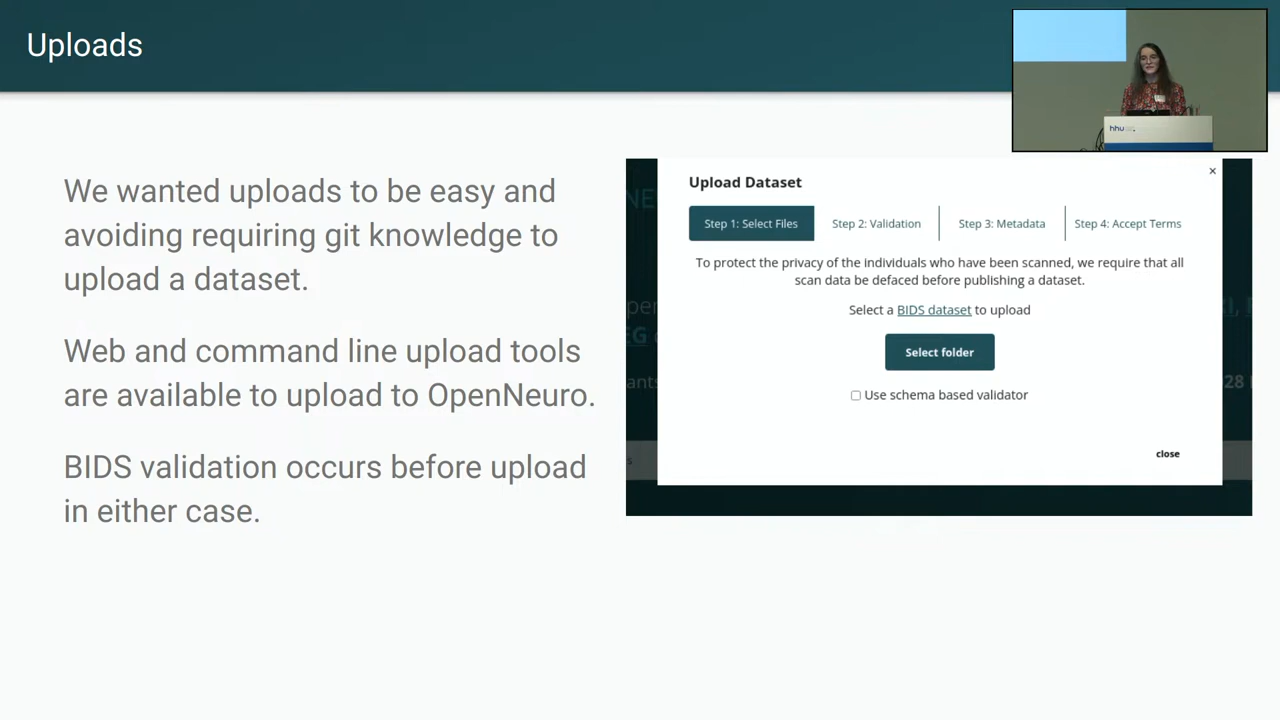 Uploads
We wanted uploads to be easy and
avoiding requiring git knowledge to
upload a dataset.
Web and command line upload tools
are available to upload to OpenNeuro.
BIDS validation occurs before upload
in either case.
hhu
Upload Dataset
×
Step 1: Select Files
Step 2: Validation
Step 3: Metadata
Step 4: Accept Terms
To protect the privacy of the individuals who have been scanned, we require that all
scan data be defaced before publishing a dataset.
Select a BIDS dataset to upload
Select folder
Use schema based validator
close
28